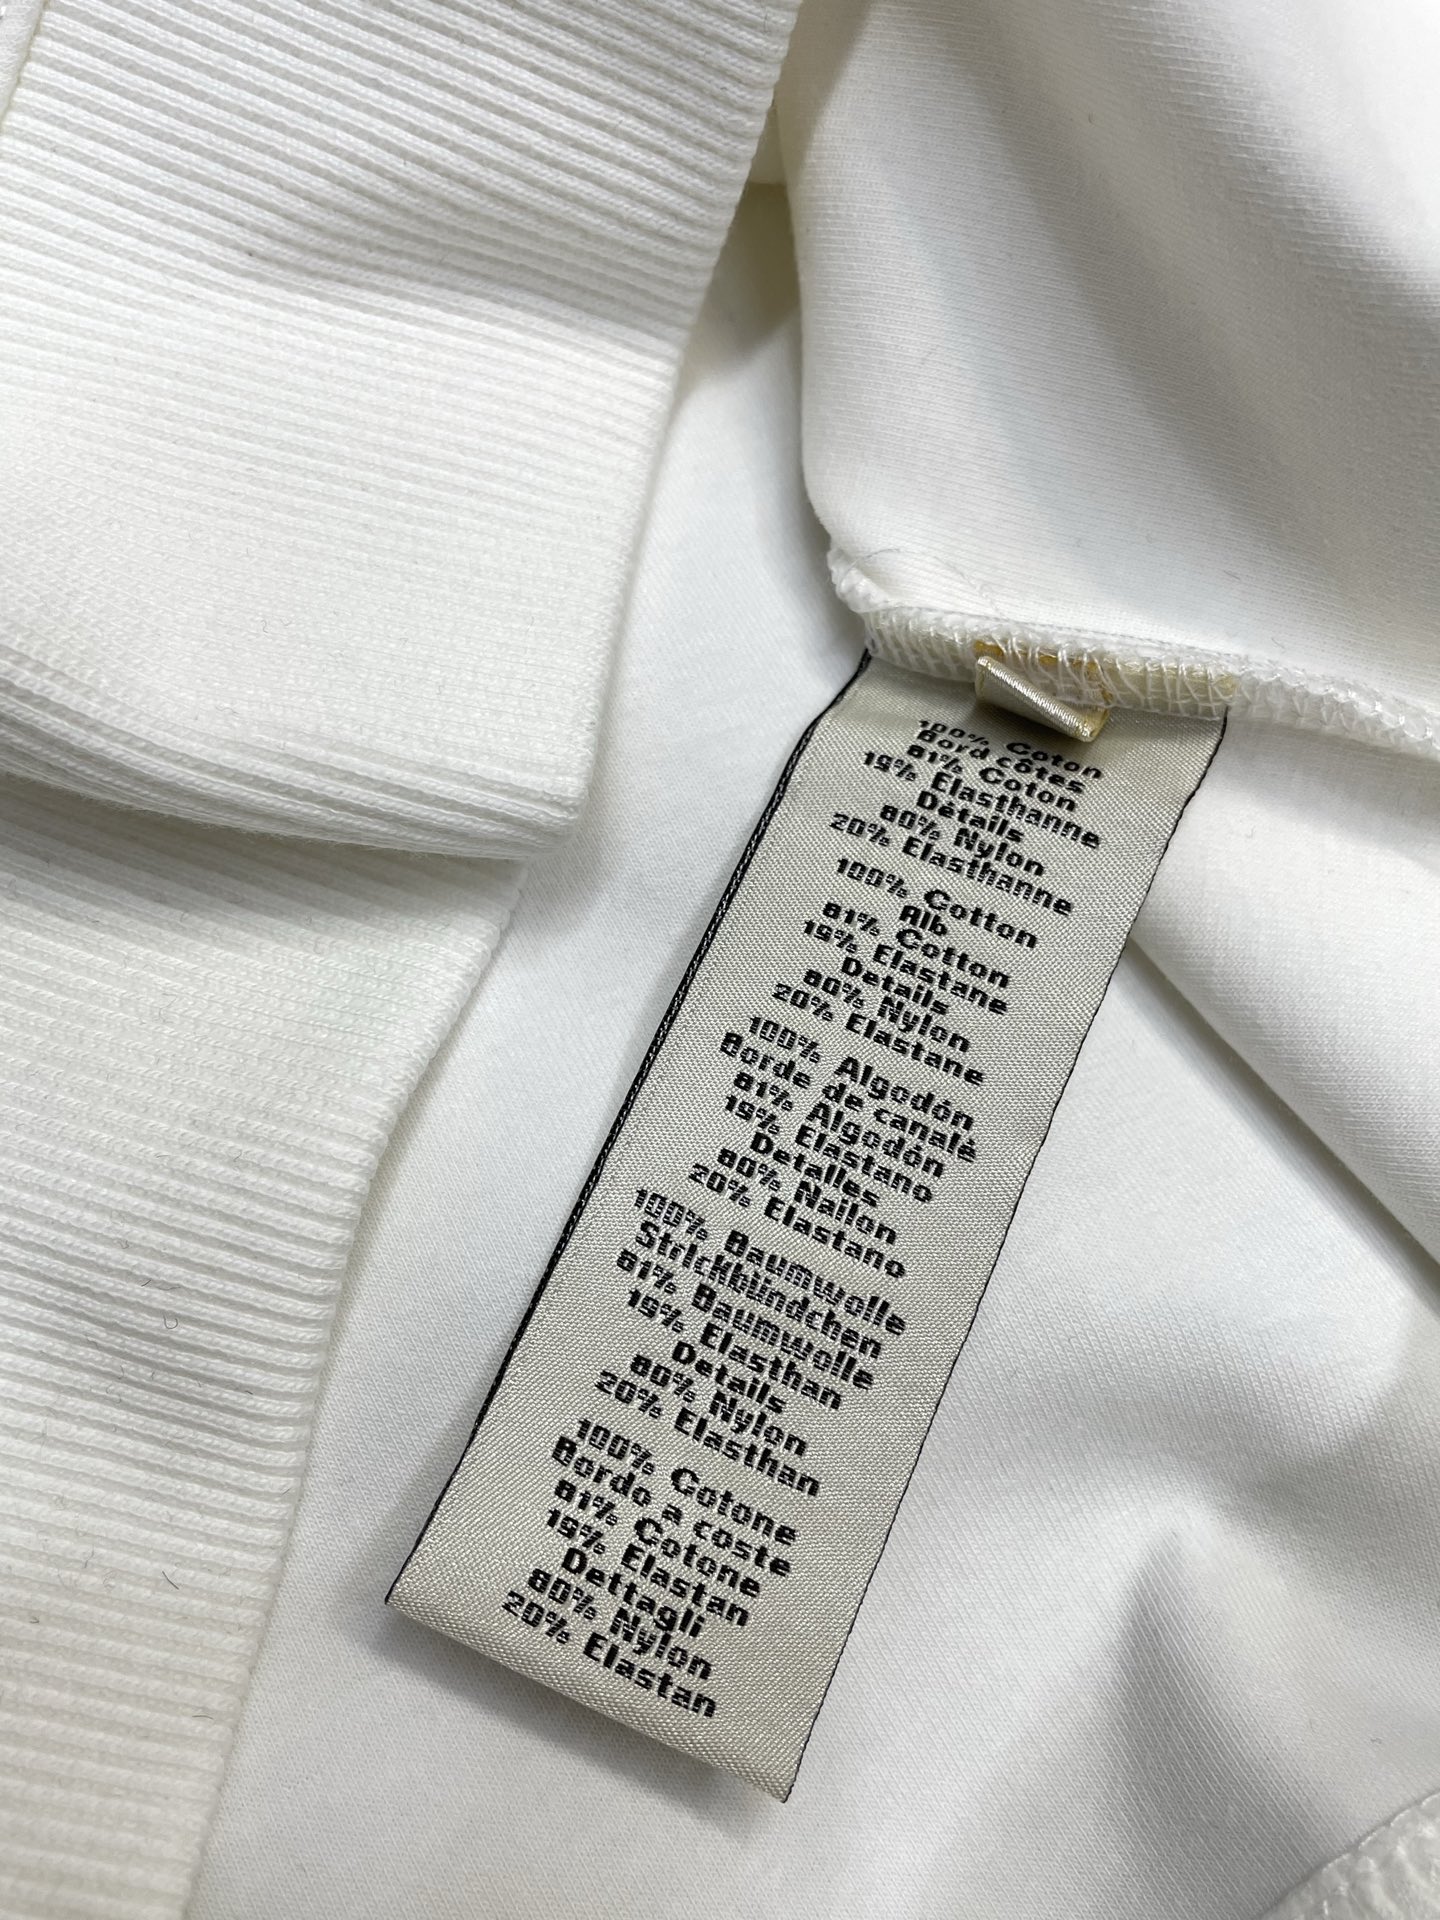 100% Coton
Bord côtes
81% Coton
19% Elasthanne
Détails
80% Nylon
20% Elasthanne
100% Cotton
Alb
81% Cotton
19% Elastane
Details
80% Nylon
20% Elastane
100% Algodón
Borde de canalé
81% Algodón
19% Elastano
Detalles
80% Nailon
20% Elastano
100% Baumwolle
Strickbündchen
81% Baumwolle
19% Elasthan
Details
80% Nylon
20% Elasthan
100% Cotone
Bordo a coste
81% Cotone
19% Elastan
Dettagli
80% Nylon
20% Elastan